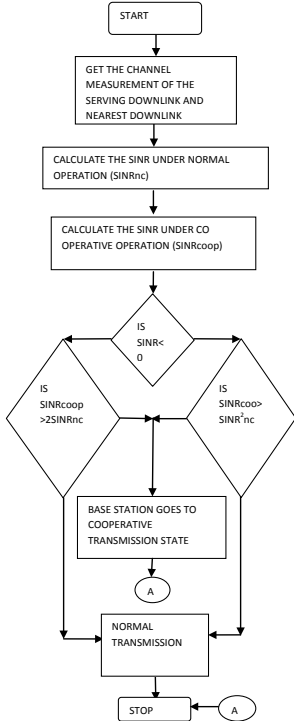 START
GET THE CHANNEL
MEASUREMENT OF THE
SERVING DOWNLINK AND
NEAREST DOWNLINK
CALCULATE THE SINR UNDER NORMAL
OPERATION (SINRnc)
CALCULATE THE SINR UNDER CO
OPERATIVE OPERATION (SINRcoop)
IS
SINR<
0
IS
SINRcoop
>2SINRnc
IS
SINRcoo>
SINR²nc
BASE STATION GOES TO
COOPERATIVE
TRANSMISSION STATE
A
NORMAL
TRANSMISSION
STOP
A